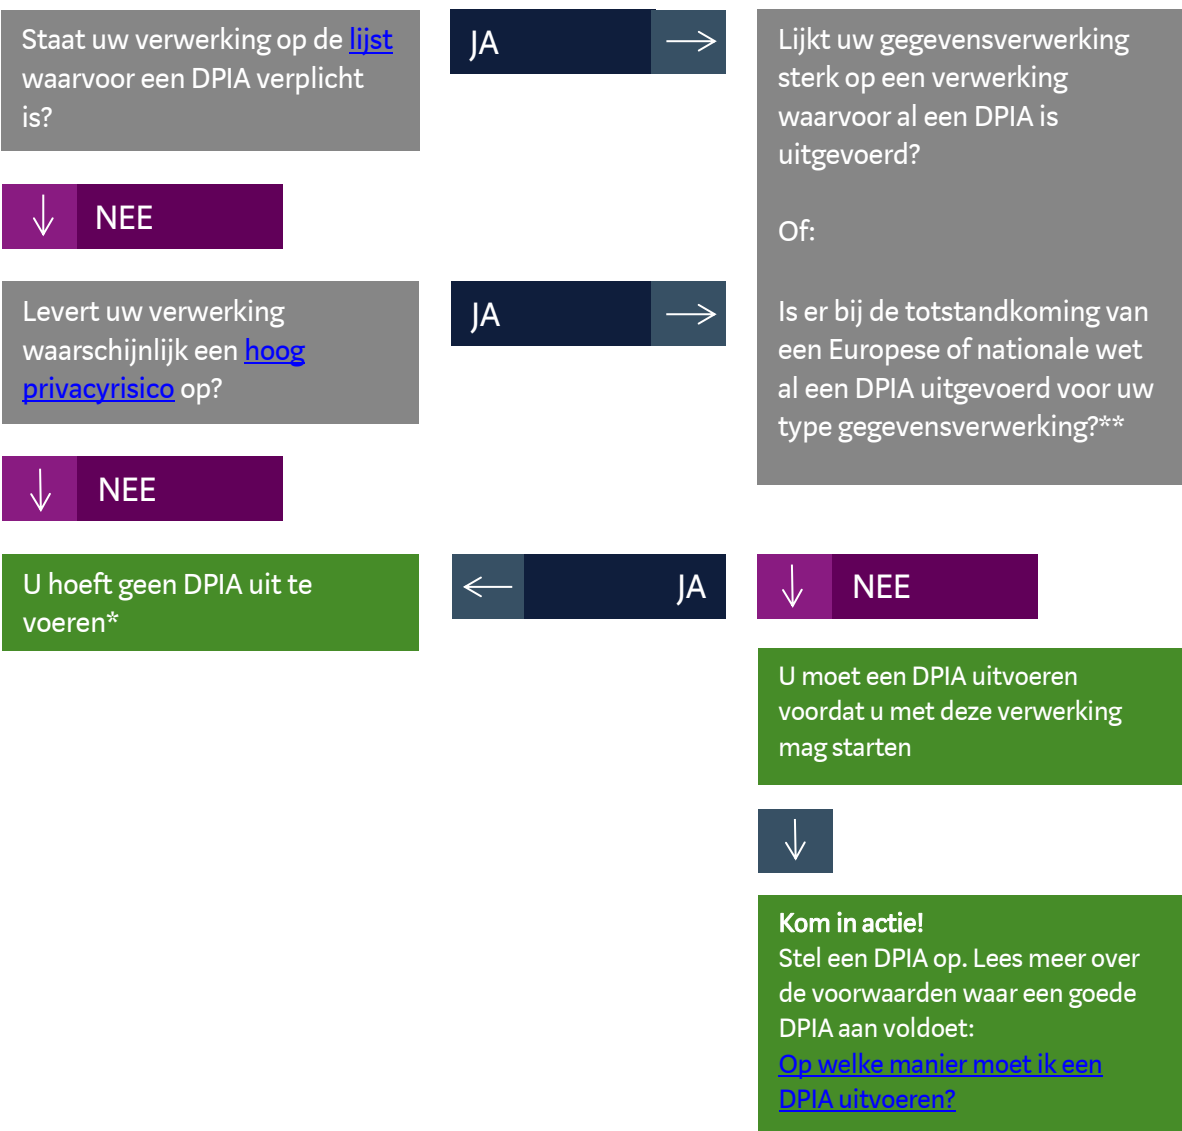 Staat uw verwerking op de lijst
waarvoor een DPIA verplicht
is?
JA
Lijkt uw gegevensverwerking
sterk op een verwerking
waarvoor al een DPIA is
uitgevoerd?
Of:
Is er bij de totstandkoming van
een Europese of nationale wet
al een DPIA uitgevoerd voor uw
type gegevensverwerking?**
NEE
Levert uw verwerking
waarschijnlijk een hoog
privacyrisico op?
JA
NEE
U hoeft geen DPIA uit te
voeren*
JA
NEE
U moet een DPIA uitvoeren
voordat u met deze verwerking
mag starten
Kom in actie!
Stel een DPIA op. Lees meer over
de voorwaarden waar een goede
DPIA aan voldoet:
Op welke manier moet ik een
DPIA uitvoeren?